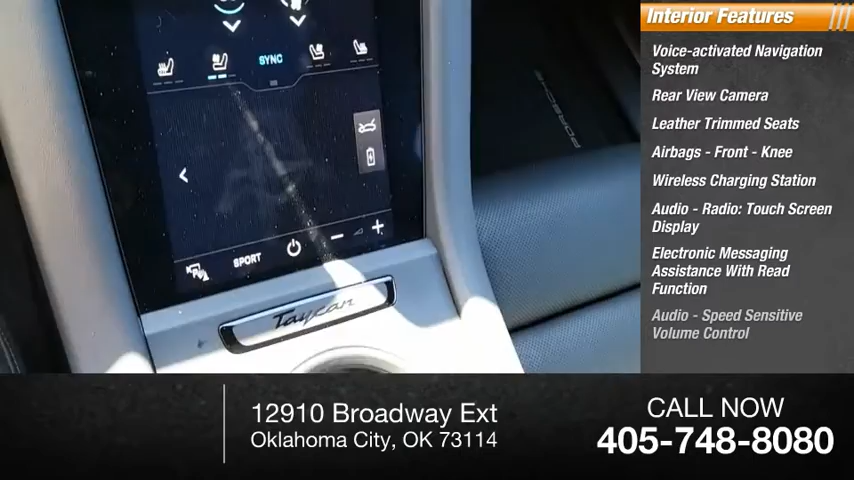 SYNC
SPORT
Taycan
PORSCHE
Interior Features
Voice-activated Navigation
System
Rear View Camera
Leather Trimmed Seats
Airbags - Front - Knee
Wireless Charging Station
Audio - Radio: Touch Screen
Display
Electronic Messaging
Assistance With Read
Function
Audio - Speed Sensitive
Volume Control
12910 Broadway Ext
Oklahoma City, OK 73114
CALL NOW
405-748-8080